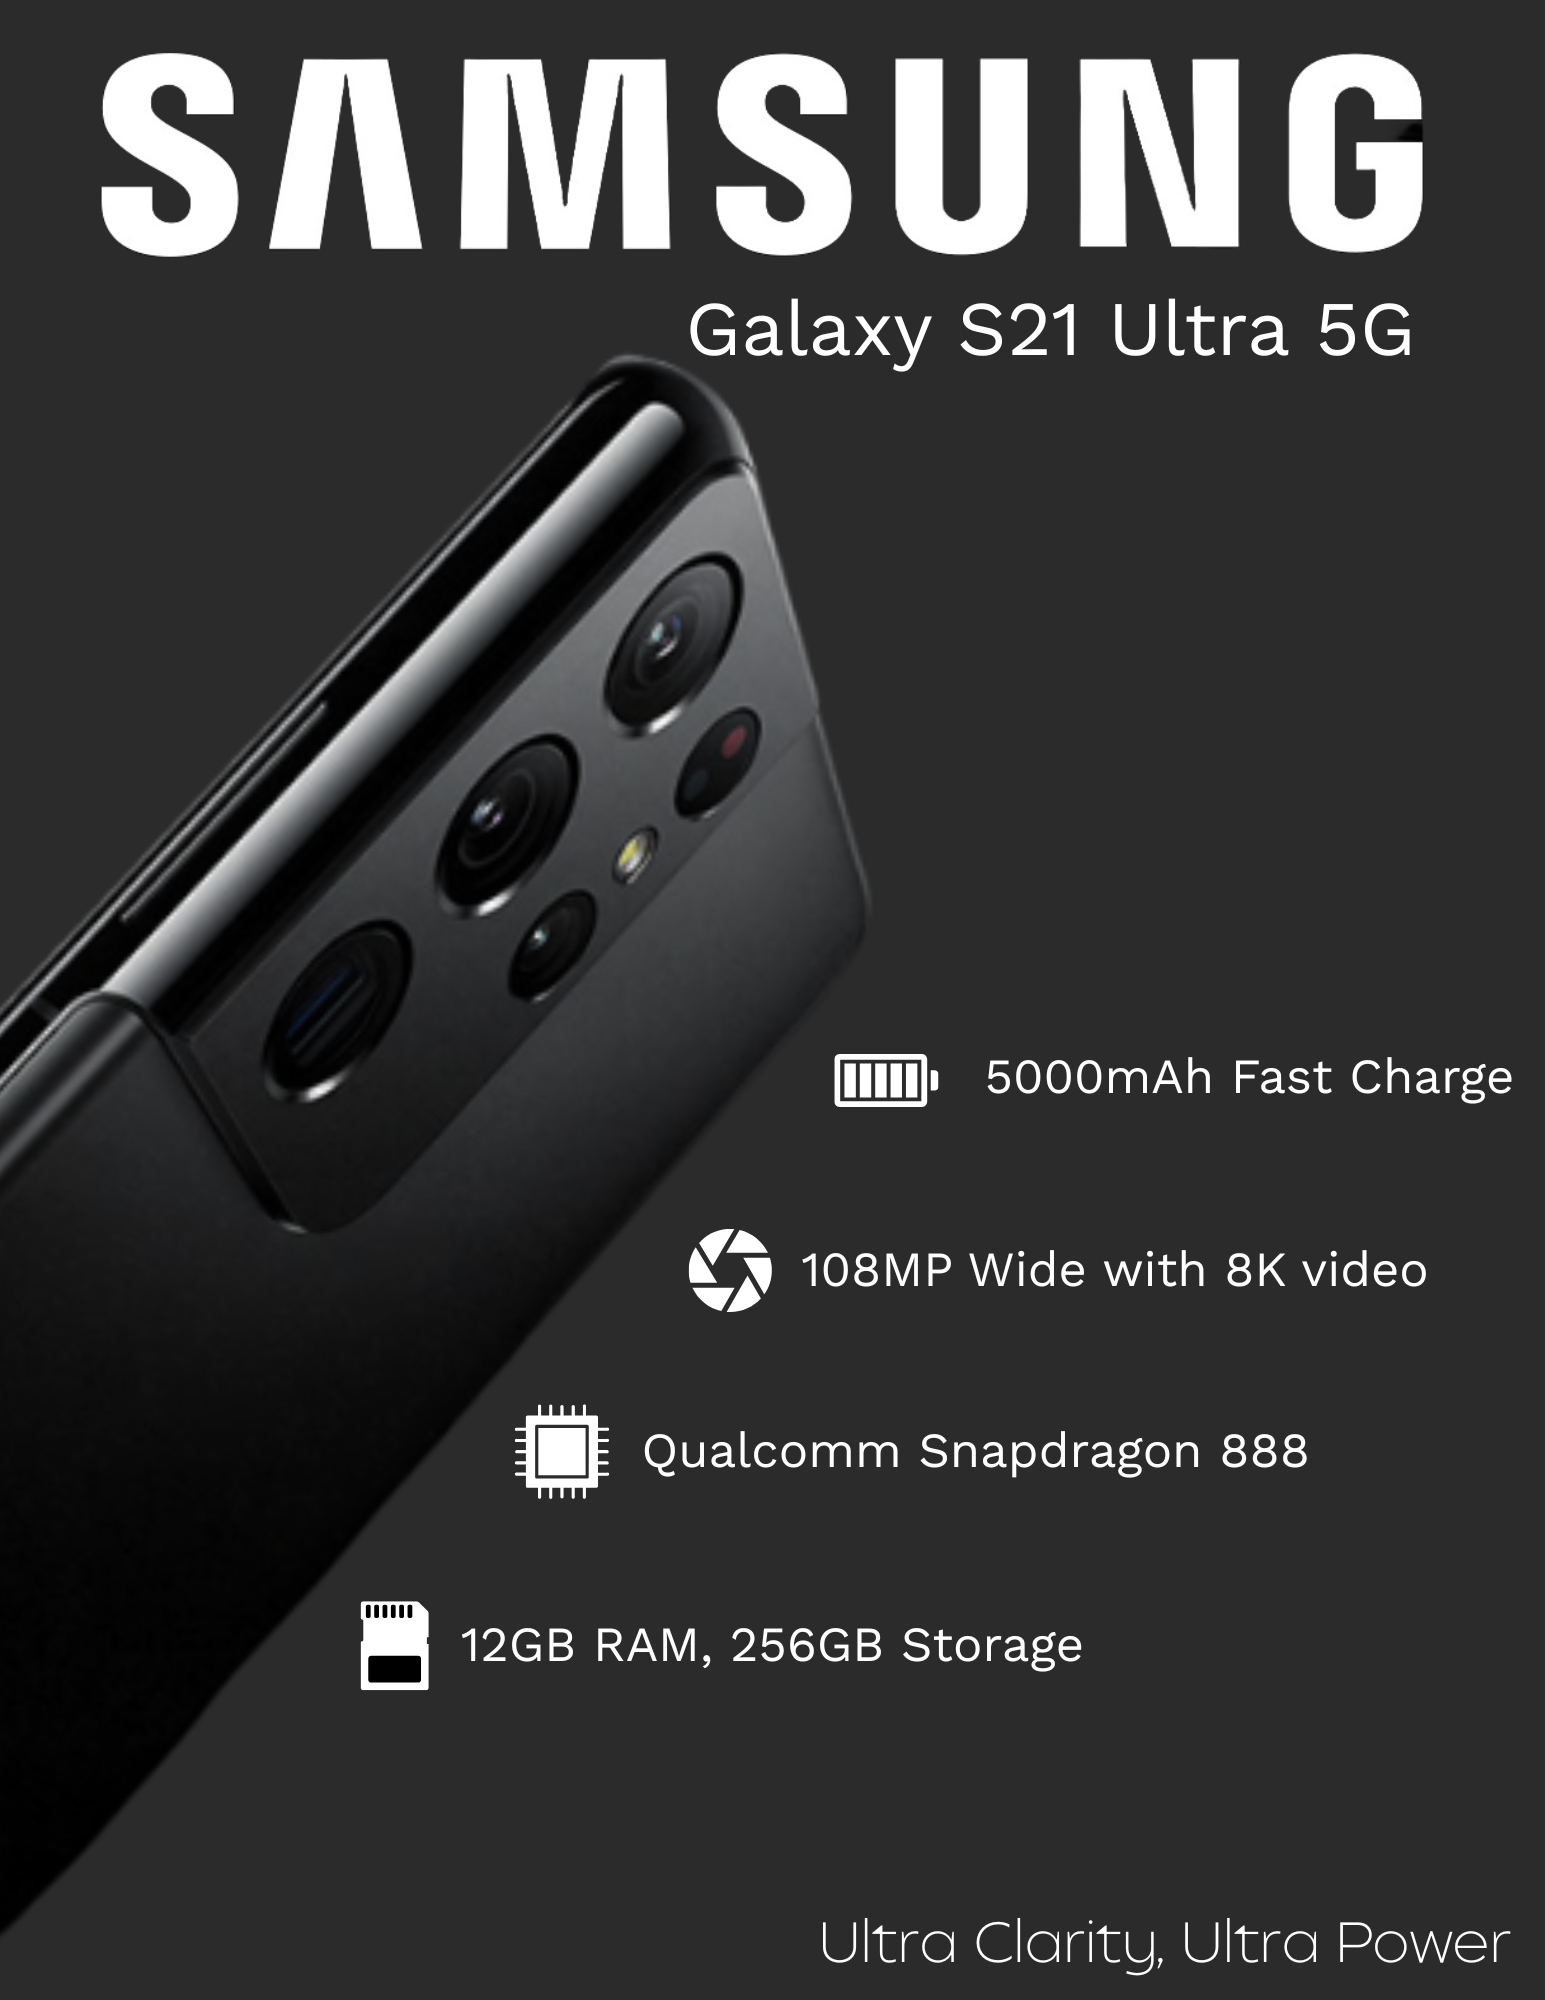 SAMSUNG
Galaxy S21 Ultra 5G
5000mAh Fast Charge
108MP Wide with 8K video
Qualcomm Snapdragon 888
12GB RAM, 256GB Storage
Ultra Clarity, Ultra Power